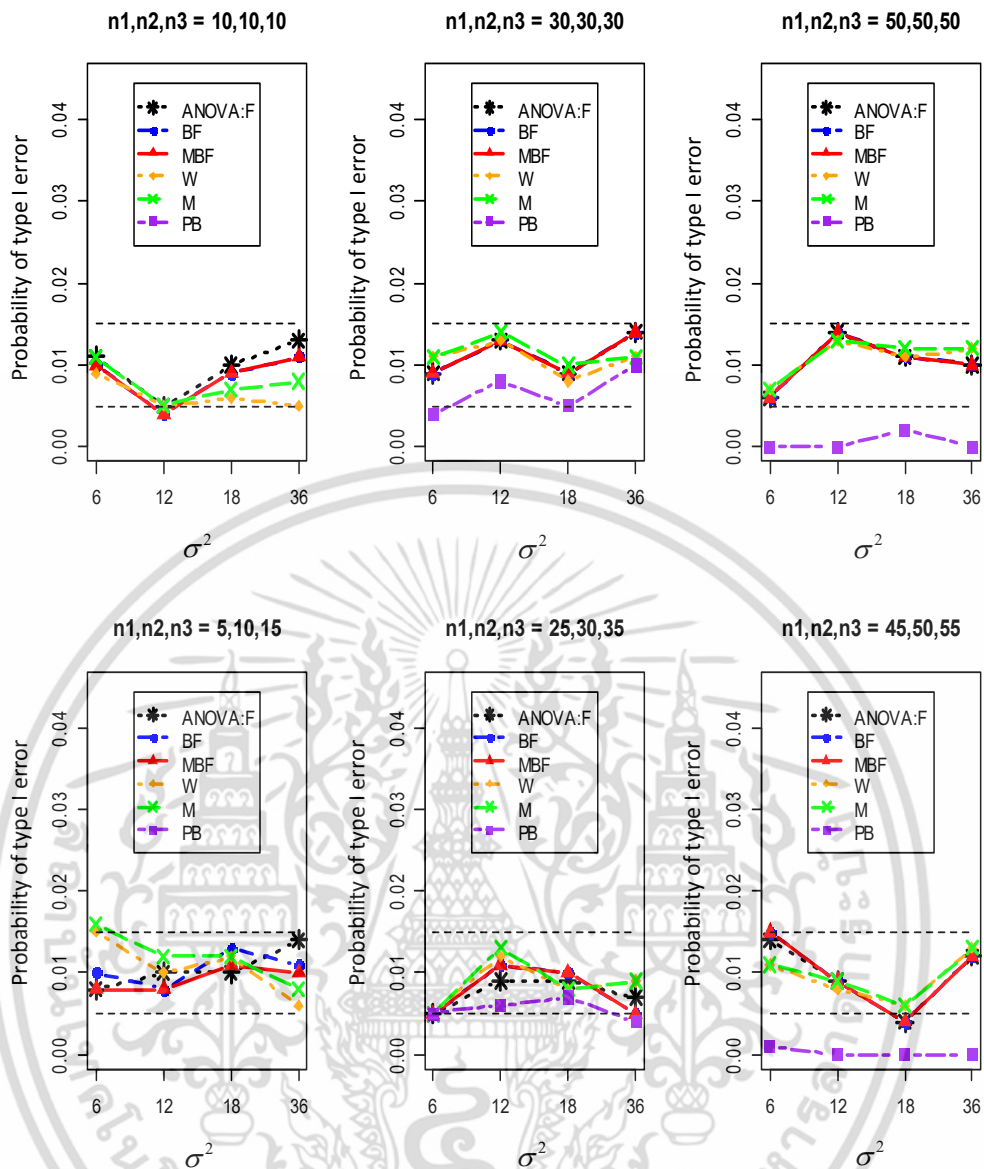 n1,n2,n3 = 10,10,10
Probability of type I error
0.04
0.03
0.02
0.01
0.00
ANOVA:F
BF
MBF
W
M
PB
6 12 18 36
σ²
n1,n2,n3 = 30,30,30
Probability of type I error
0.04
0.03
0.02
0.01
0.00
ANOVA:F
BF
MBF
W
M
PB
6 12 18 36
σ²
n1,n2,n3 = 50,50,50
Probability of type I error
0.04
0.03
0.02
0.01
0.00
ANOVA:F
BF
MBF
W
M
PB
6 12 18 36
σ²
n1,n2,n3 = 5,10,15
Probability of type I error
0.04
0.03
0.02
0.01
0.00
ANOVA:F
BF
MBF
W
M
PB
6 12 18 36
σ²
n1,n2,n3 = 25,30,35
Probability of type I error
0.04
0.03
0.02
0.01
0.00
ANOVA:F
BF
MBF
W
M
PB
6 12 18 36
σ²
n1,n2,n3 = 45,50,55
Probability of type I error
0.04
0.03
0.02
0.01
0.00
ANOVA:F
BF
MBF
W
M
PB
6 12 18 36
σ²